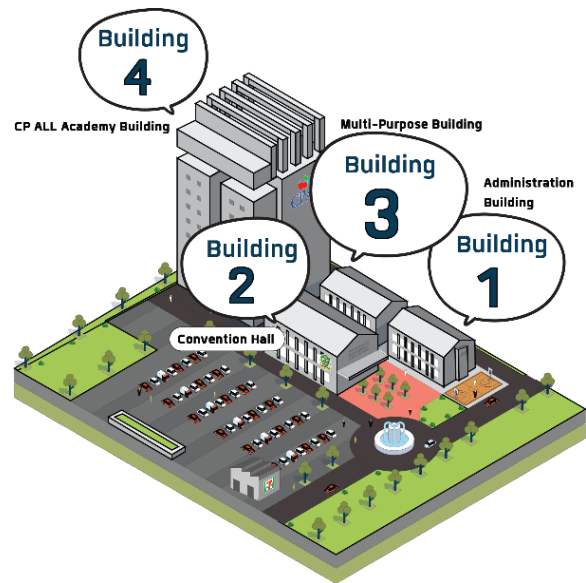 Building
4
CP ALL Academy Building
Multi-Purpose Building
Building
3
Administration
Building
Building
1
Building
2
Convention Hall
7